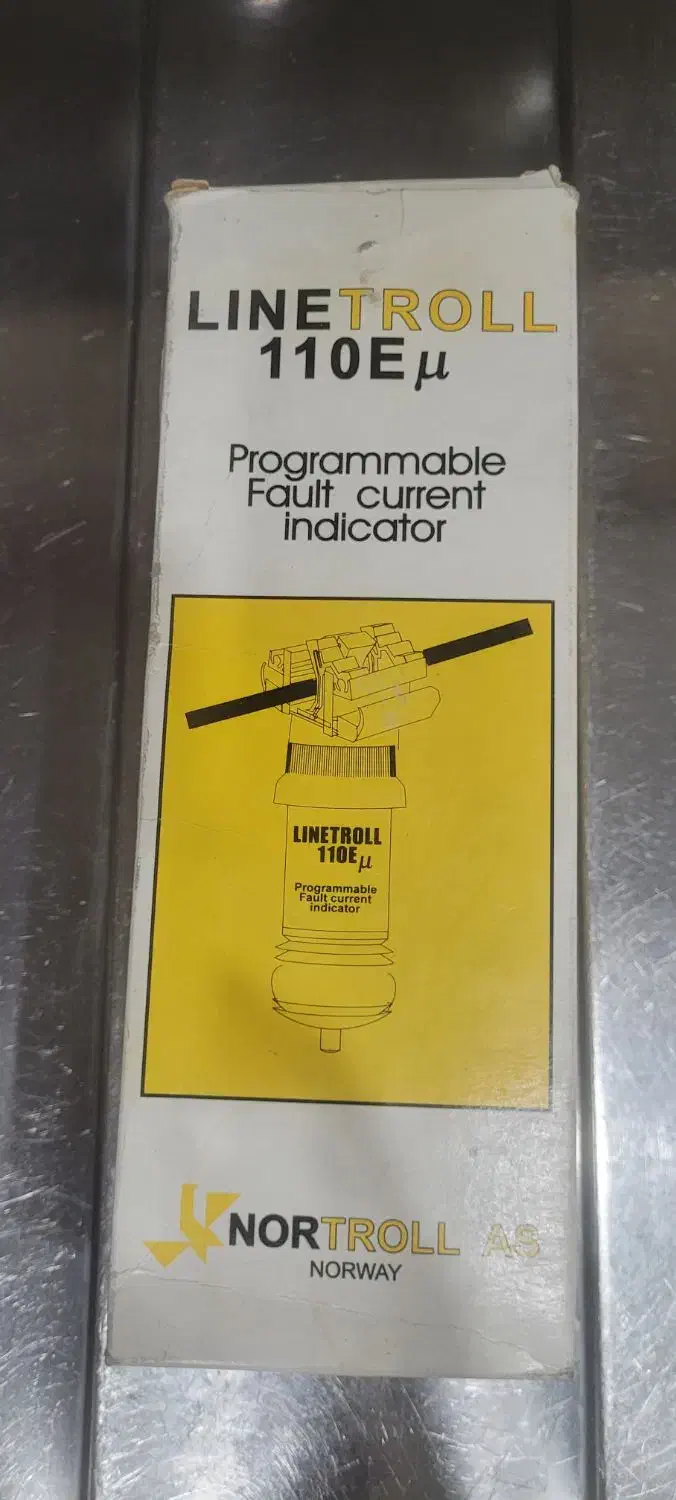 LINETROLL
110Eμ
Programmable
Fault current
indicator
LINETROLL
110Eμ
Programmable
Fault current
indicator
NORTROLL AS
NORWAY